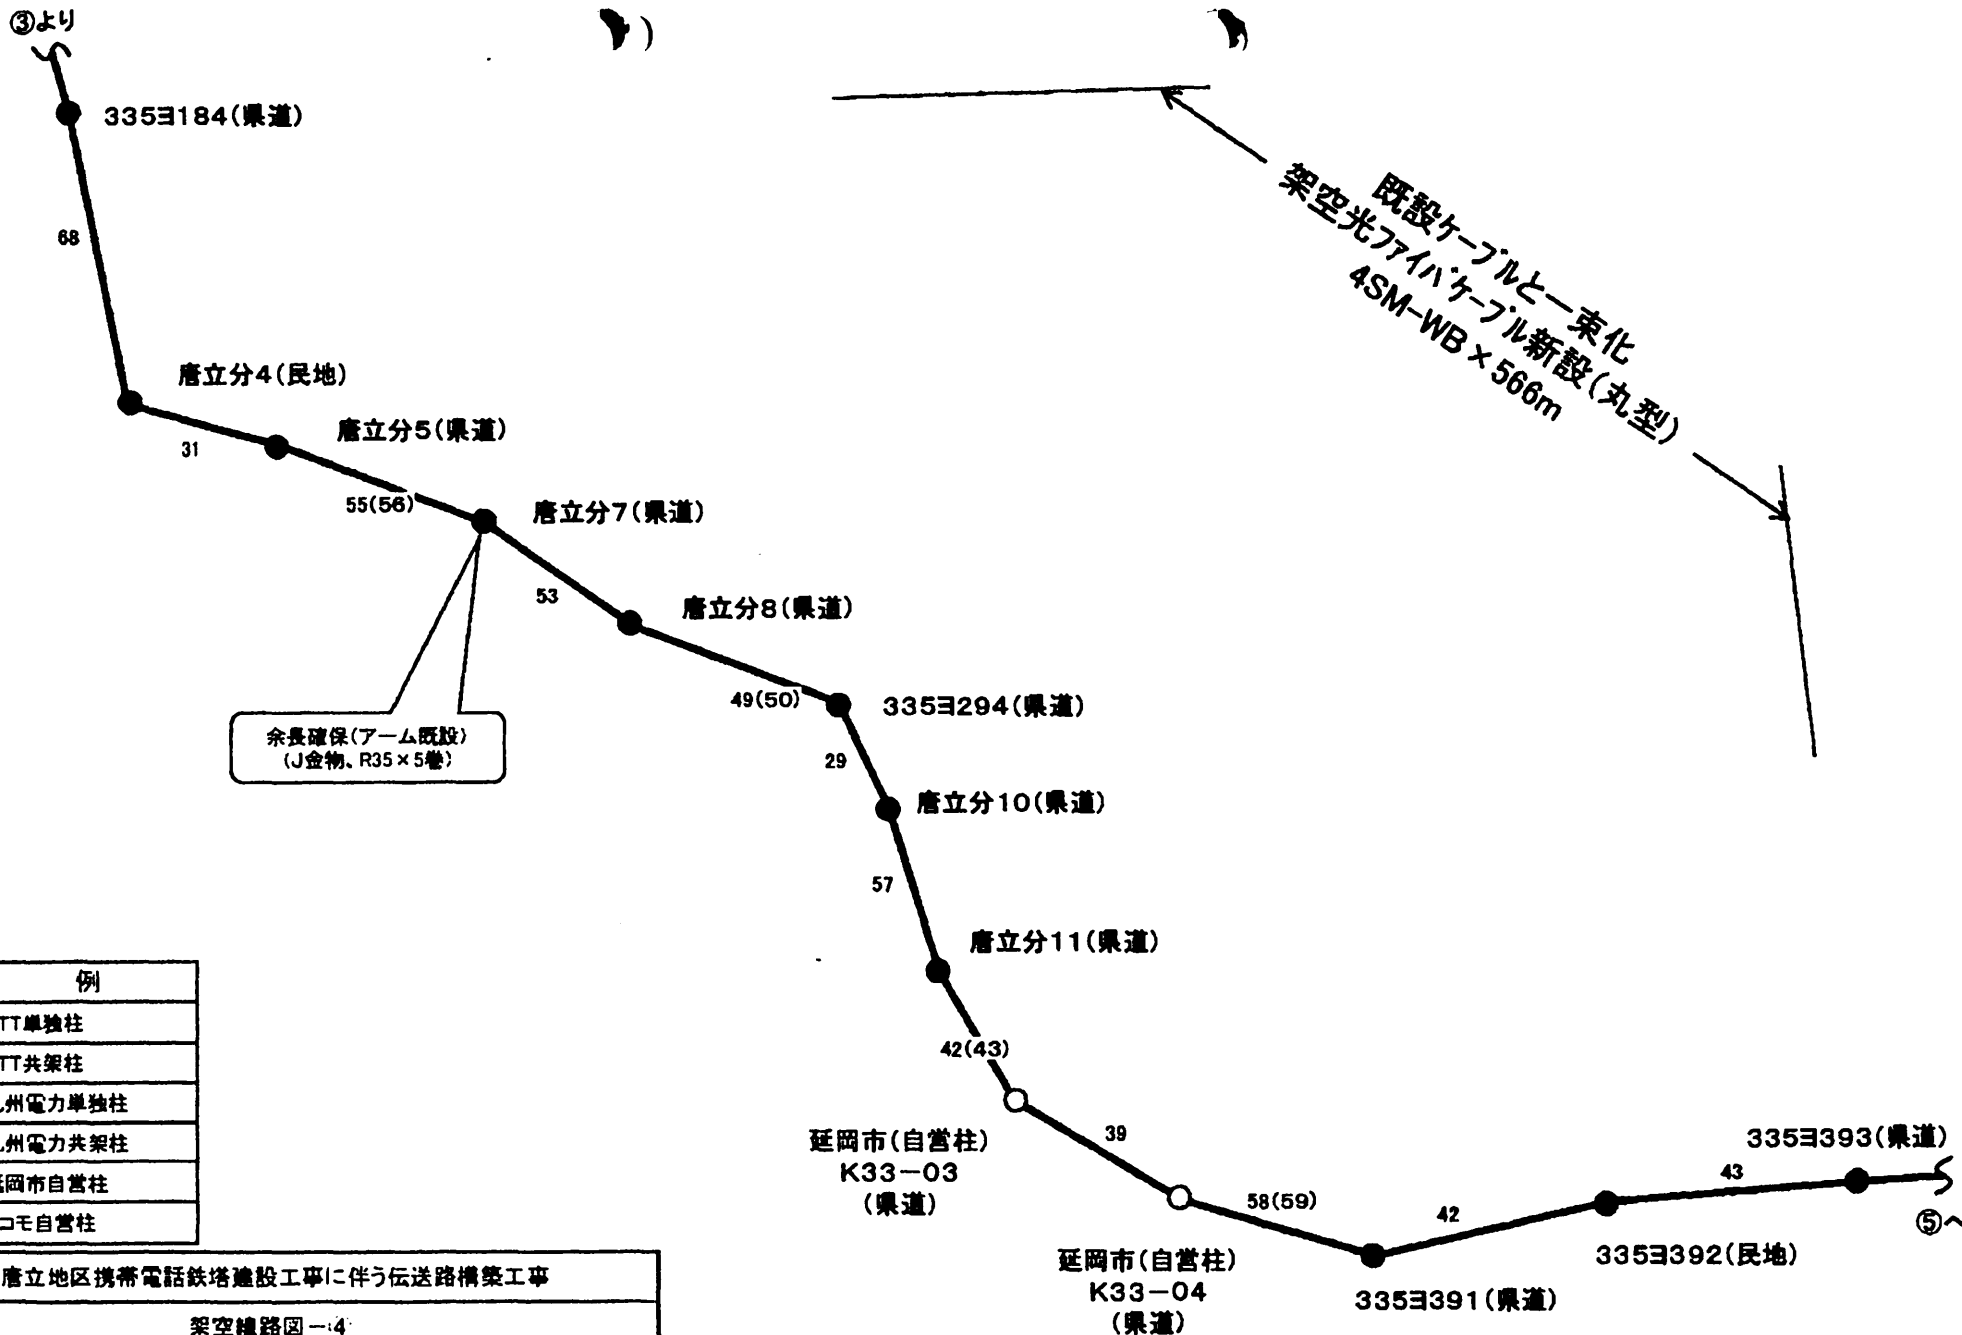 ③より
335ヨ184(県道)
68
既設ケーブルと一束化
架空光ファイバケーブル新設(丸型)
4SM-WB×566m
唐立分4(民地)
31
唐立分5(県道)
55(56)
唐立分7(県道)
53
唐立分8(県道)
49(50)
335ヨ294(県道)
余長確保(アーム既設)
(J金物、R35×5巻)
29
唐立分10(県道)
57
唐立分11(県道)
42(43)
延岡市(自営柱)
K33-03
(県道)
39
延岡市(自営柱)
K33-04
(県道)
58(59)
335ヨ391(県道)
42
335ヨ392(民地)
43
335ヨ393(県道)
⑤へ
例
TT単独柱
TT共架柱
州電力単独柱
州電力共架柱
岡市自営柱
コモ自営柱
唐立地区携帯電話鉄塔建設工事に伴う伝送路構築工事
架空線路図-4